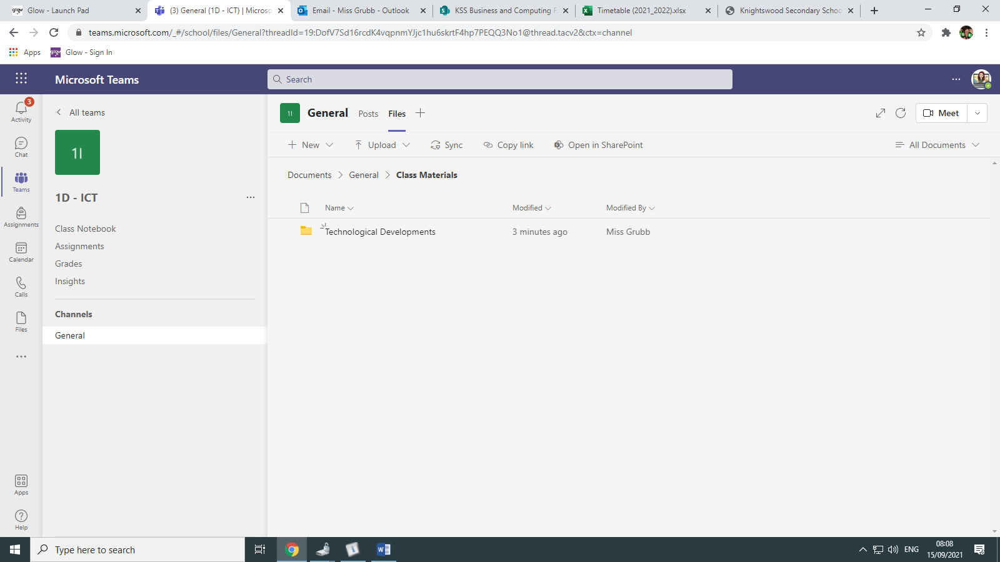 glow Glow - Launch Pad
(3) General (1D - ICT) | Microso
Email - Miss Grubb - Outlook
KSS Business and Computing F
Timetable (2021_2022).xlsx
Knightswood Secondary Schoo
teams.microsoft.com/_#/school/files/General?threadId=19:DofV7Sd16rcdK4vqpnmYJjc1hu6skrtF4hp7PEQQ3No1@thread.tacv2&ctx=channel
Apps
glow Glow - Sign In
Microsoft Teams
Search
3
Activity
Chat
Teams
Assignments
Calendar
Calls
Files
Apps
Help
All teams
1I
1D - ICT
Class Notebook
Assignments
Grades
Insights
Channels
General
1I General Posts Files
Meet
New Upload Sync Copy link Open in SharePoint All Documents
Documents General Class Materials
Name Modified Modified By
Technological Developments 3 minutes ago Miss Grubb
Type here to search
ENG
08:08
15/09/2021